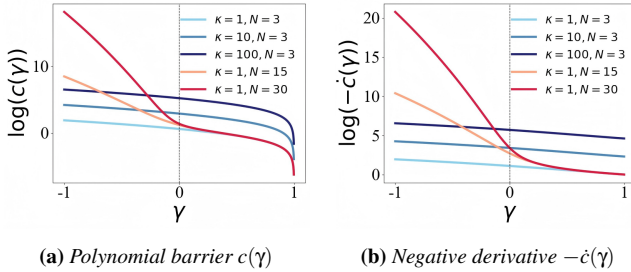 log(c(γ))
10
0
-1
0
1
γ
κ = 1, N = 3
κ = 10, N = 3
κ = 100, N = 3
κ = 1, N = 15
κ = 1, N = 30
(a) Polynomial barrier c(γ)
log(−ċ(γ))
20
15
10
5
0
-1
0
1
γ
κ = 1, N = 3
κ = 10, N = 3
κ = 100, N = 3
κ = 1, N = 15
κ = 1, N = 30
(b) Negative derivative −ċ(γ)